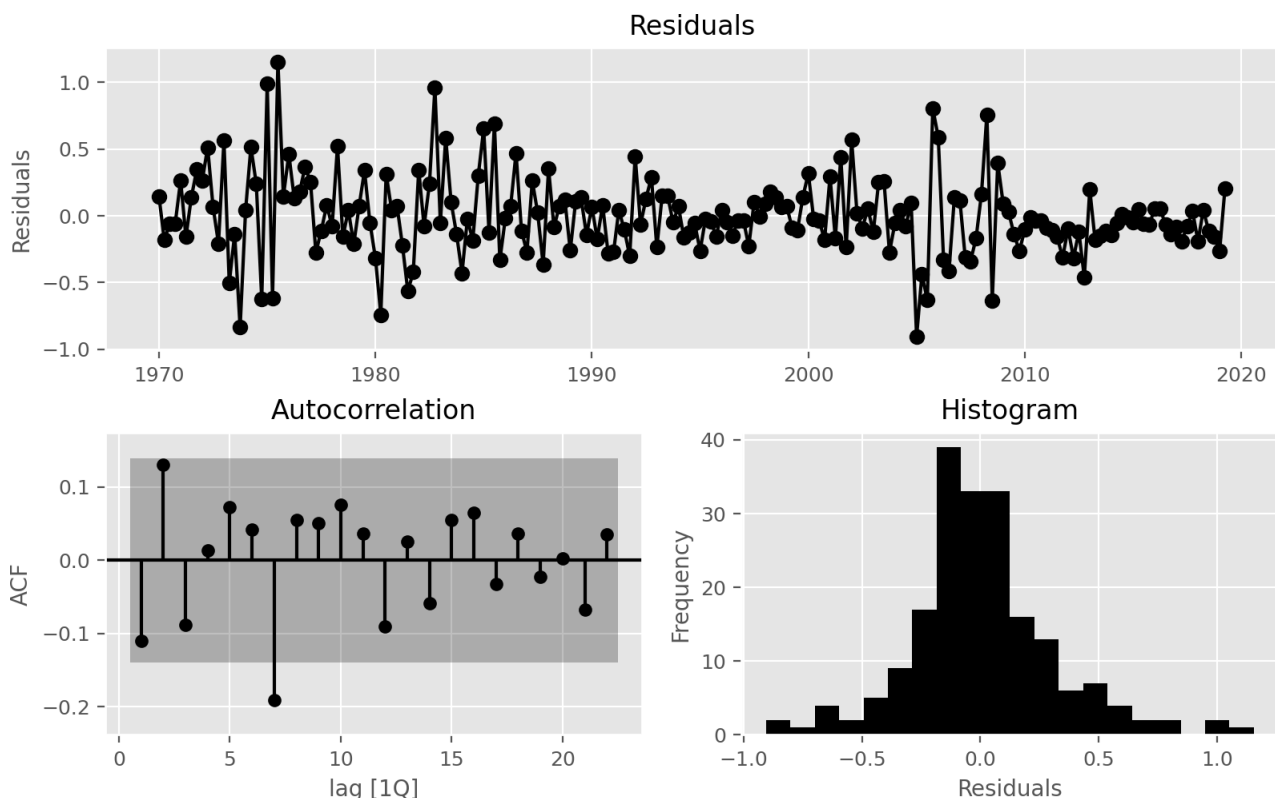 Residuals
Residuals
1.0
0.5
0.0
−0.5
−1.0
1970 1980 1990 2000 2010 2020
Autocorrelation
ACF
0.1
0.0
−0.1
−0.2
0 5 10 15 20
lag [1Q]
Histogram
Frequency
40
30
20
10
0
−1.0 −0.5 0.0 0.5 1.0
Residuals